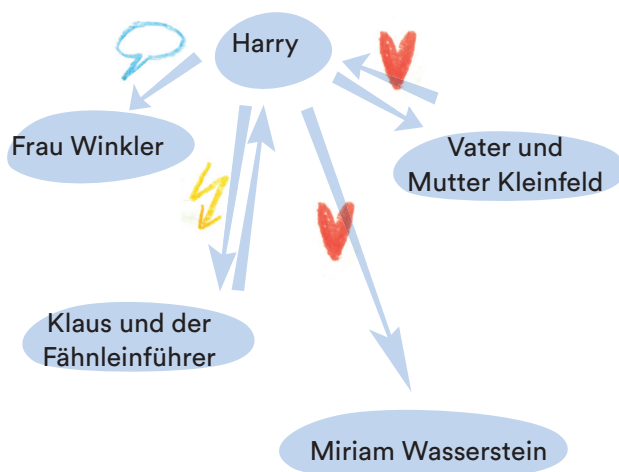 Harry
Frau Winkler
Vater und
Mutter Kleinfeld
Klaus und der
Fähnleinführer
Miriam Wasserstein